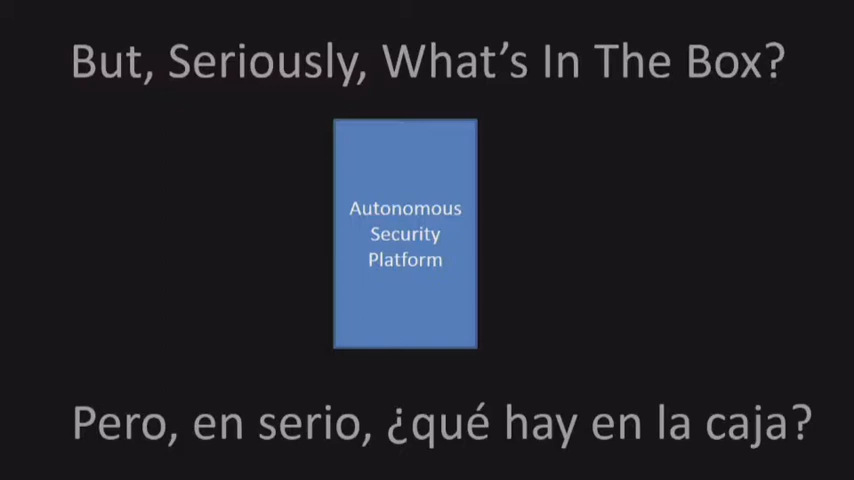 But, Seriously, What's In The Box?
Autonomous
Security
Platform
Pero, en serio, ¿qué hay en la caja?